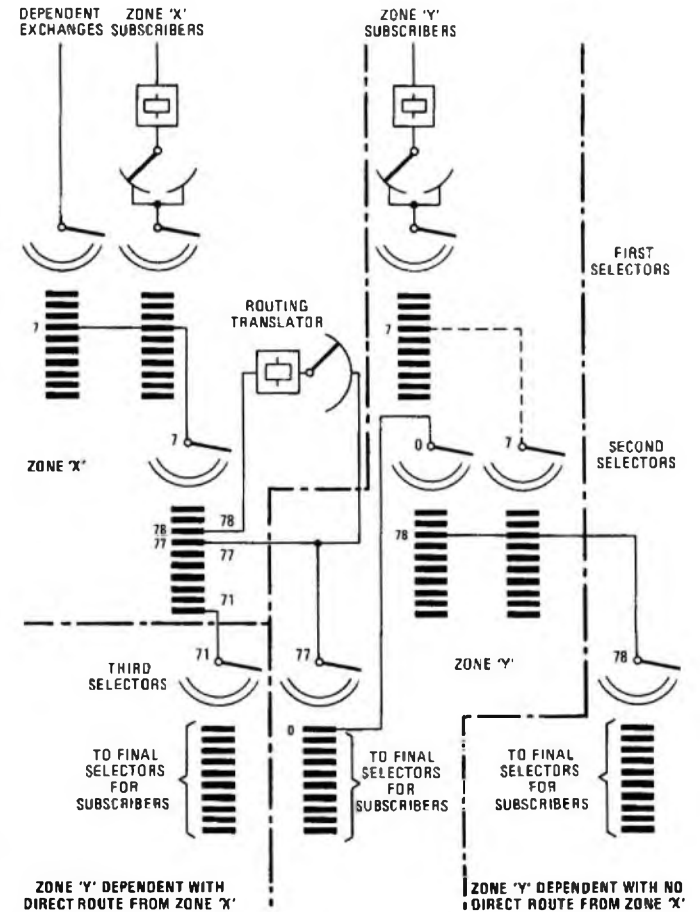 DEPENDENT
EXCHANGES
ZONE 'X'
SUBSCRIBERS
ZONE 'Y'
SUBSCRIBERS
FIRST
SELECTORS
ROUTING
TRANSLATOR
7
7
7
0
7
SECOND
SELECTORS
ZONE 'X'
78
78
77
77
71
78
THIRD
SELECTORS
71
77
ZONE 'Y'
78
0
TO FINAL
SELECTORS
FOR
SUBSCRIBERS
TO FINAL
SELECTORS
FOR
SUBSCRIBERS
TO FINAL
SELECTORS
FOR
SUBSCRIBERS
ZONE 'Y' DEPENDENT WITH
DIRECT ROUTE FROM ZONE 'X'
ZONE 'Y' DEPENDENT WITH NO
DIRECT ROUTE FROM ZONE 'X'